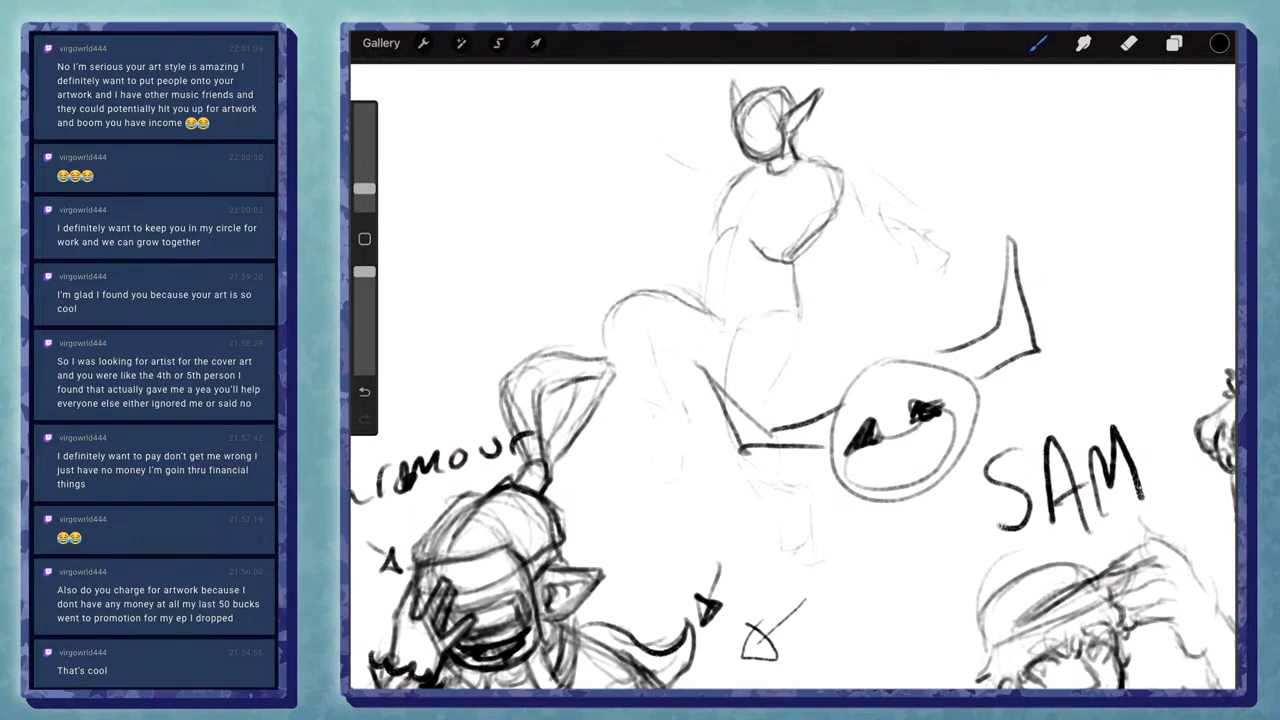 virgowrld444 22:01:09
No I'm serious your art style is amazing I
definitely want to put people onto your
artwork and I have other music friends and
they could potentially hit you up for artwork
and boom you have income 😂😂
virgowrld444 22:00:30
😂😂😂
virgowrld444 22:00:02
I definitely want to keep you in my circle for
work and we can grow together
virgowrld444 21:59:20
I'm glad I found you because your art is so
cool
virgowrld444 21:58:28
So I was looking for artist for the cover art
and you were like the 4th or 5th person I
found that actually gave me a yea you'll help
everyone else either ignored me or said no
virgowrld444 21:57:42
I definitely want to pay don't get me wrong I
just have no money I'm goin thru financial
things
virgowrld444 21:57:19
😂😂
virgowrld444 21:56:00
Also do you charge for artwork because I
dont have any money at all my last 50 bucks
went to promotion for my ep I dropped
virgowrld444 21:54:56
That's cool
Gallery
SAM